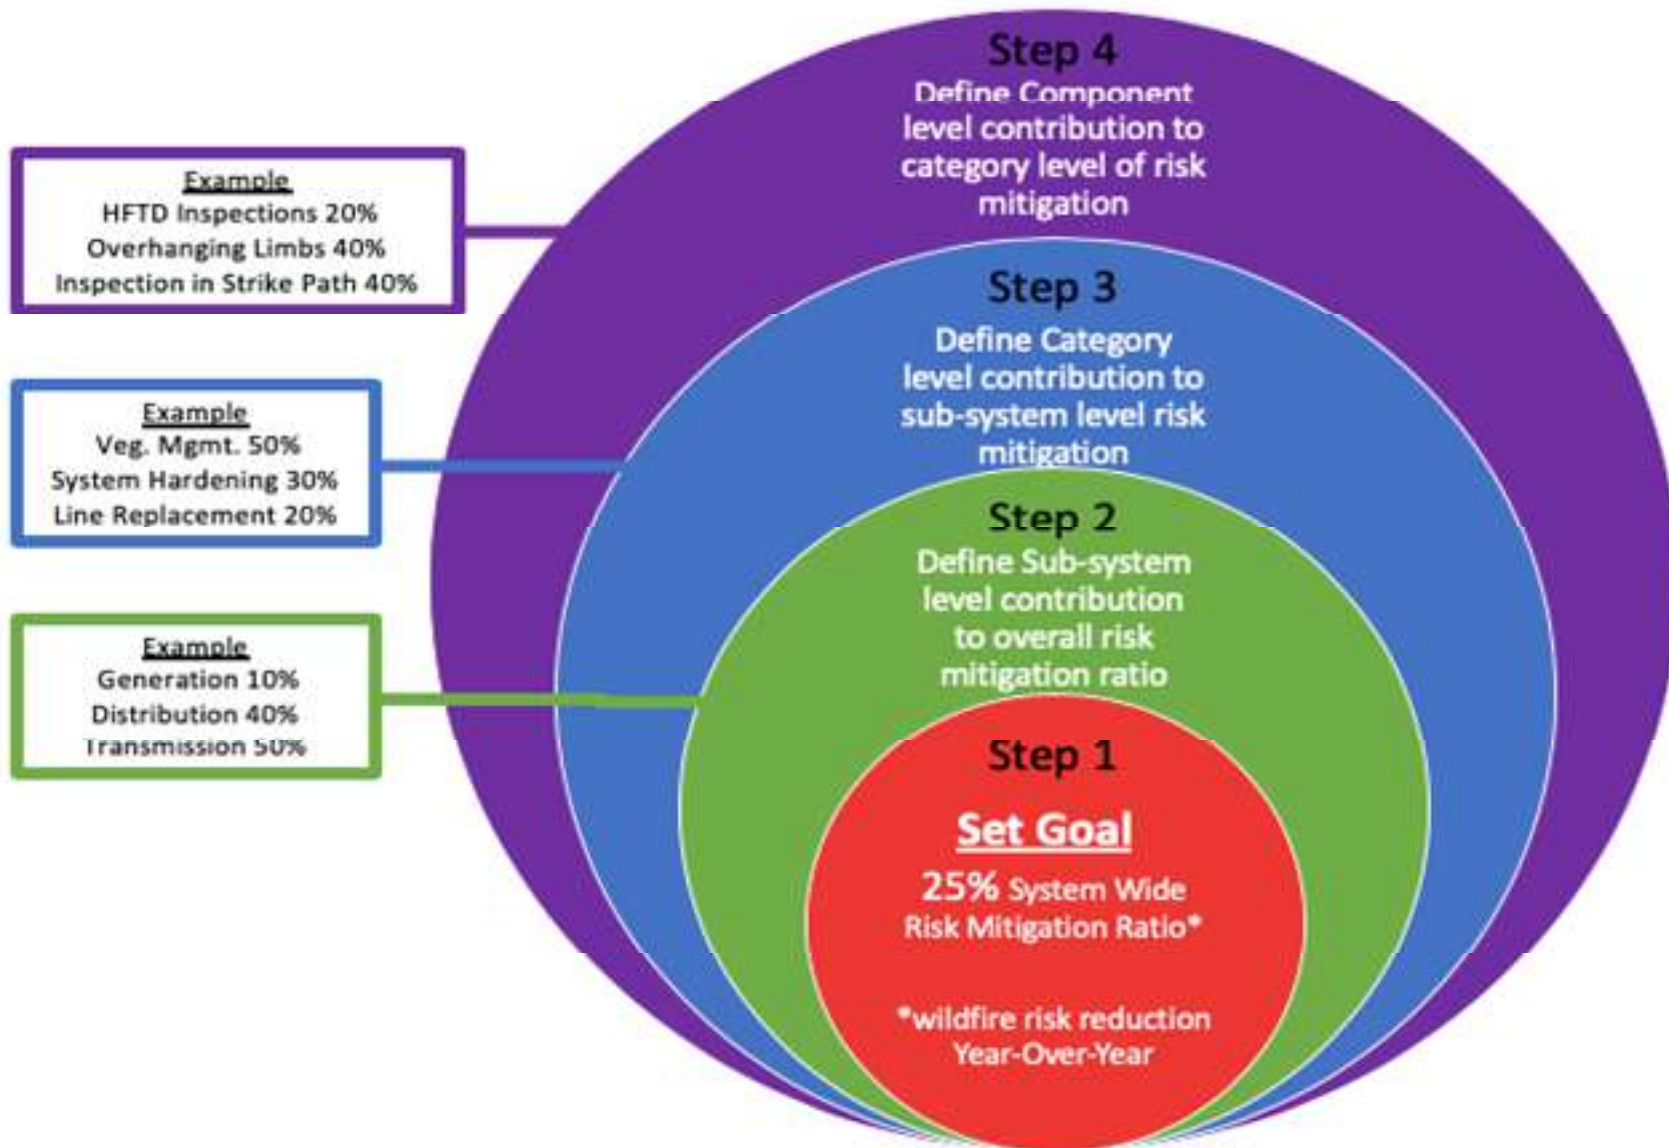 Step 4
Define Component
level contribution to
category level of risk
mitigation
Example
HFTD Inspections 20%
Overhanging Limbs 40%
Inspection in Strike Path 40%
Step 3
Define Category
level contribution to
sub-system level risk
mitigation
Example
Veg. Mgmt. 50%
System Hardening 30%
Line Replacement 20%
Step 2
Define Sub-system
level contribution
to overall risk
mitigation ratio
Example
Generation 10%
Distribution 40%
Transmission 50%
Step 1
Set Goal
25% System Wide
Risk Mitigation Ratio*
*wildfire risk reduction
Year-Over-Year